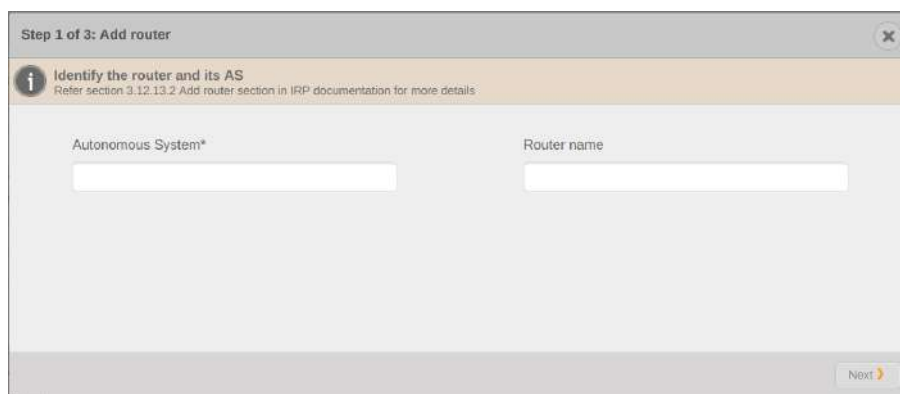 Step 1 of 3: Add router
Identify the router and its AS
Refer section 3.12.13.2 Add router section in IRP documentation for more details
Autonomous System*
Router name
Next